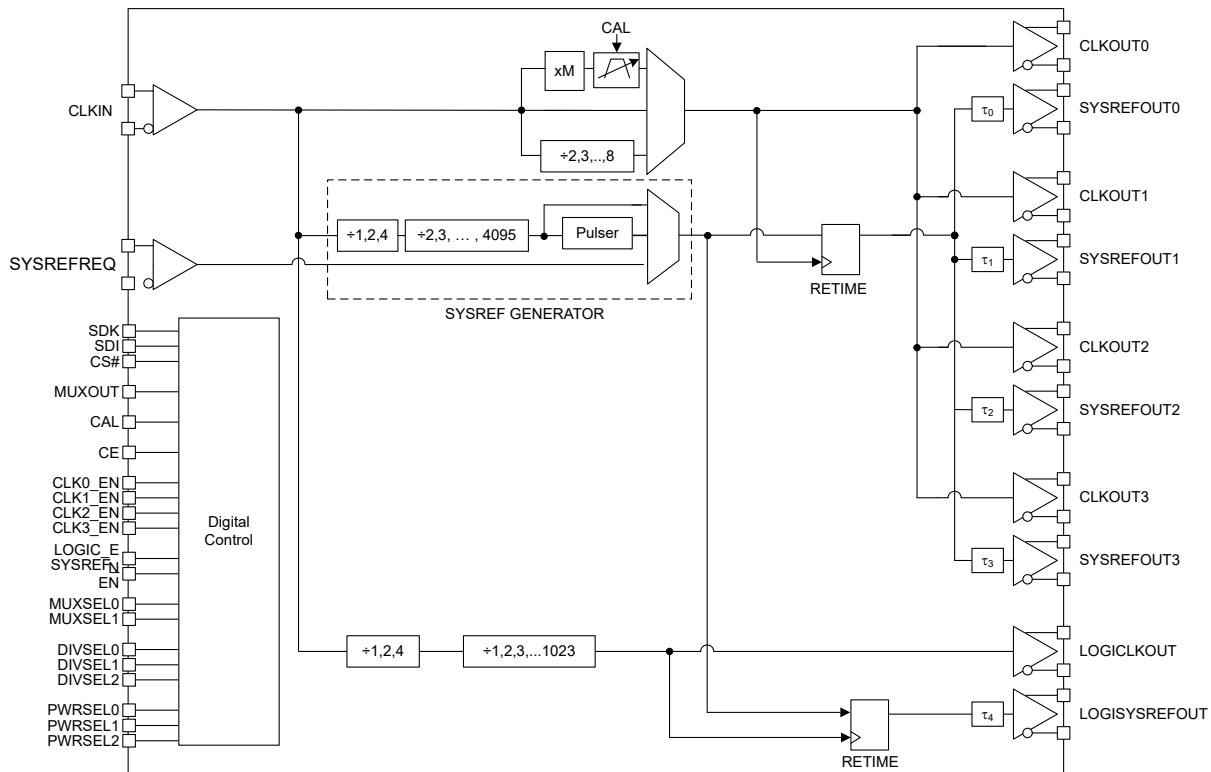 CAL
CLKOUT0
xM
CLKIN
τ0
SYSREFOUT0
÷2,3,..,8
CLKOUT1
÷1,2,4
÷2,3, ... , 4095
Pulser
SYSREFREQ
τ1
SYSREFOUT1
RETIME
SYSREF GENERATOR
SDK
SDI
CS#
CLKOUT2
MUXOUT
τ2
SYSREFOUT2
CAL
CE
CLK0_EN
CLK1_EN
CLK2_EN
CLK3_EN
CLKOUT3
Digital
Control
LOGIC_E
N
SYSREF_
EN
τ3
SYSREFOUT3
MUXSEL0
MUXSEL1
DIVSEL0
DIVSEL1
DIVSEL2
÷1,2,4
÷1,2,3,...1023
LOGICLKOUT
PWRSEL0
PWRSEL1
PWRSEL2
τ4
LOGISYSREFOUT
RETIME